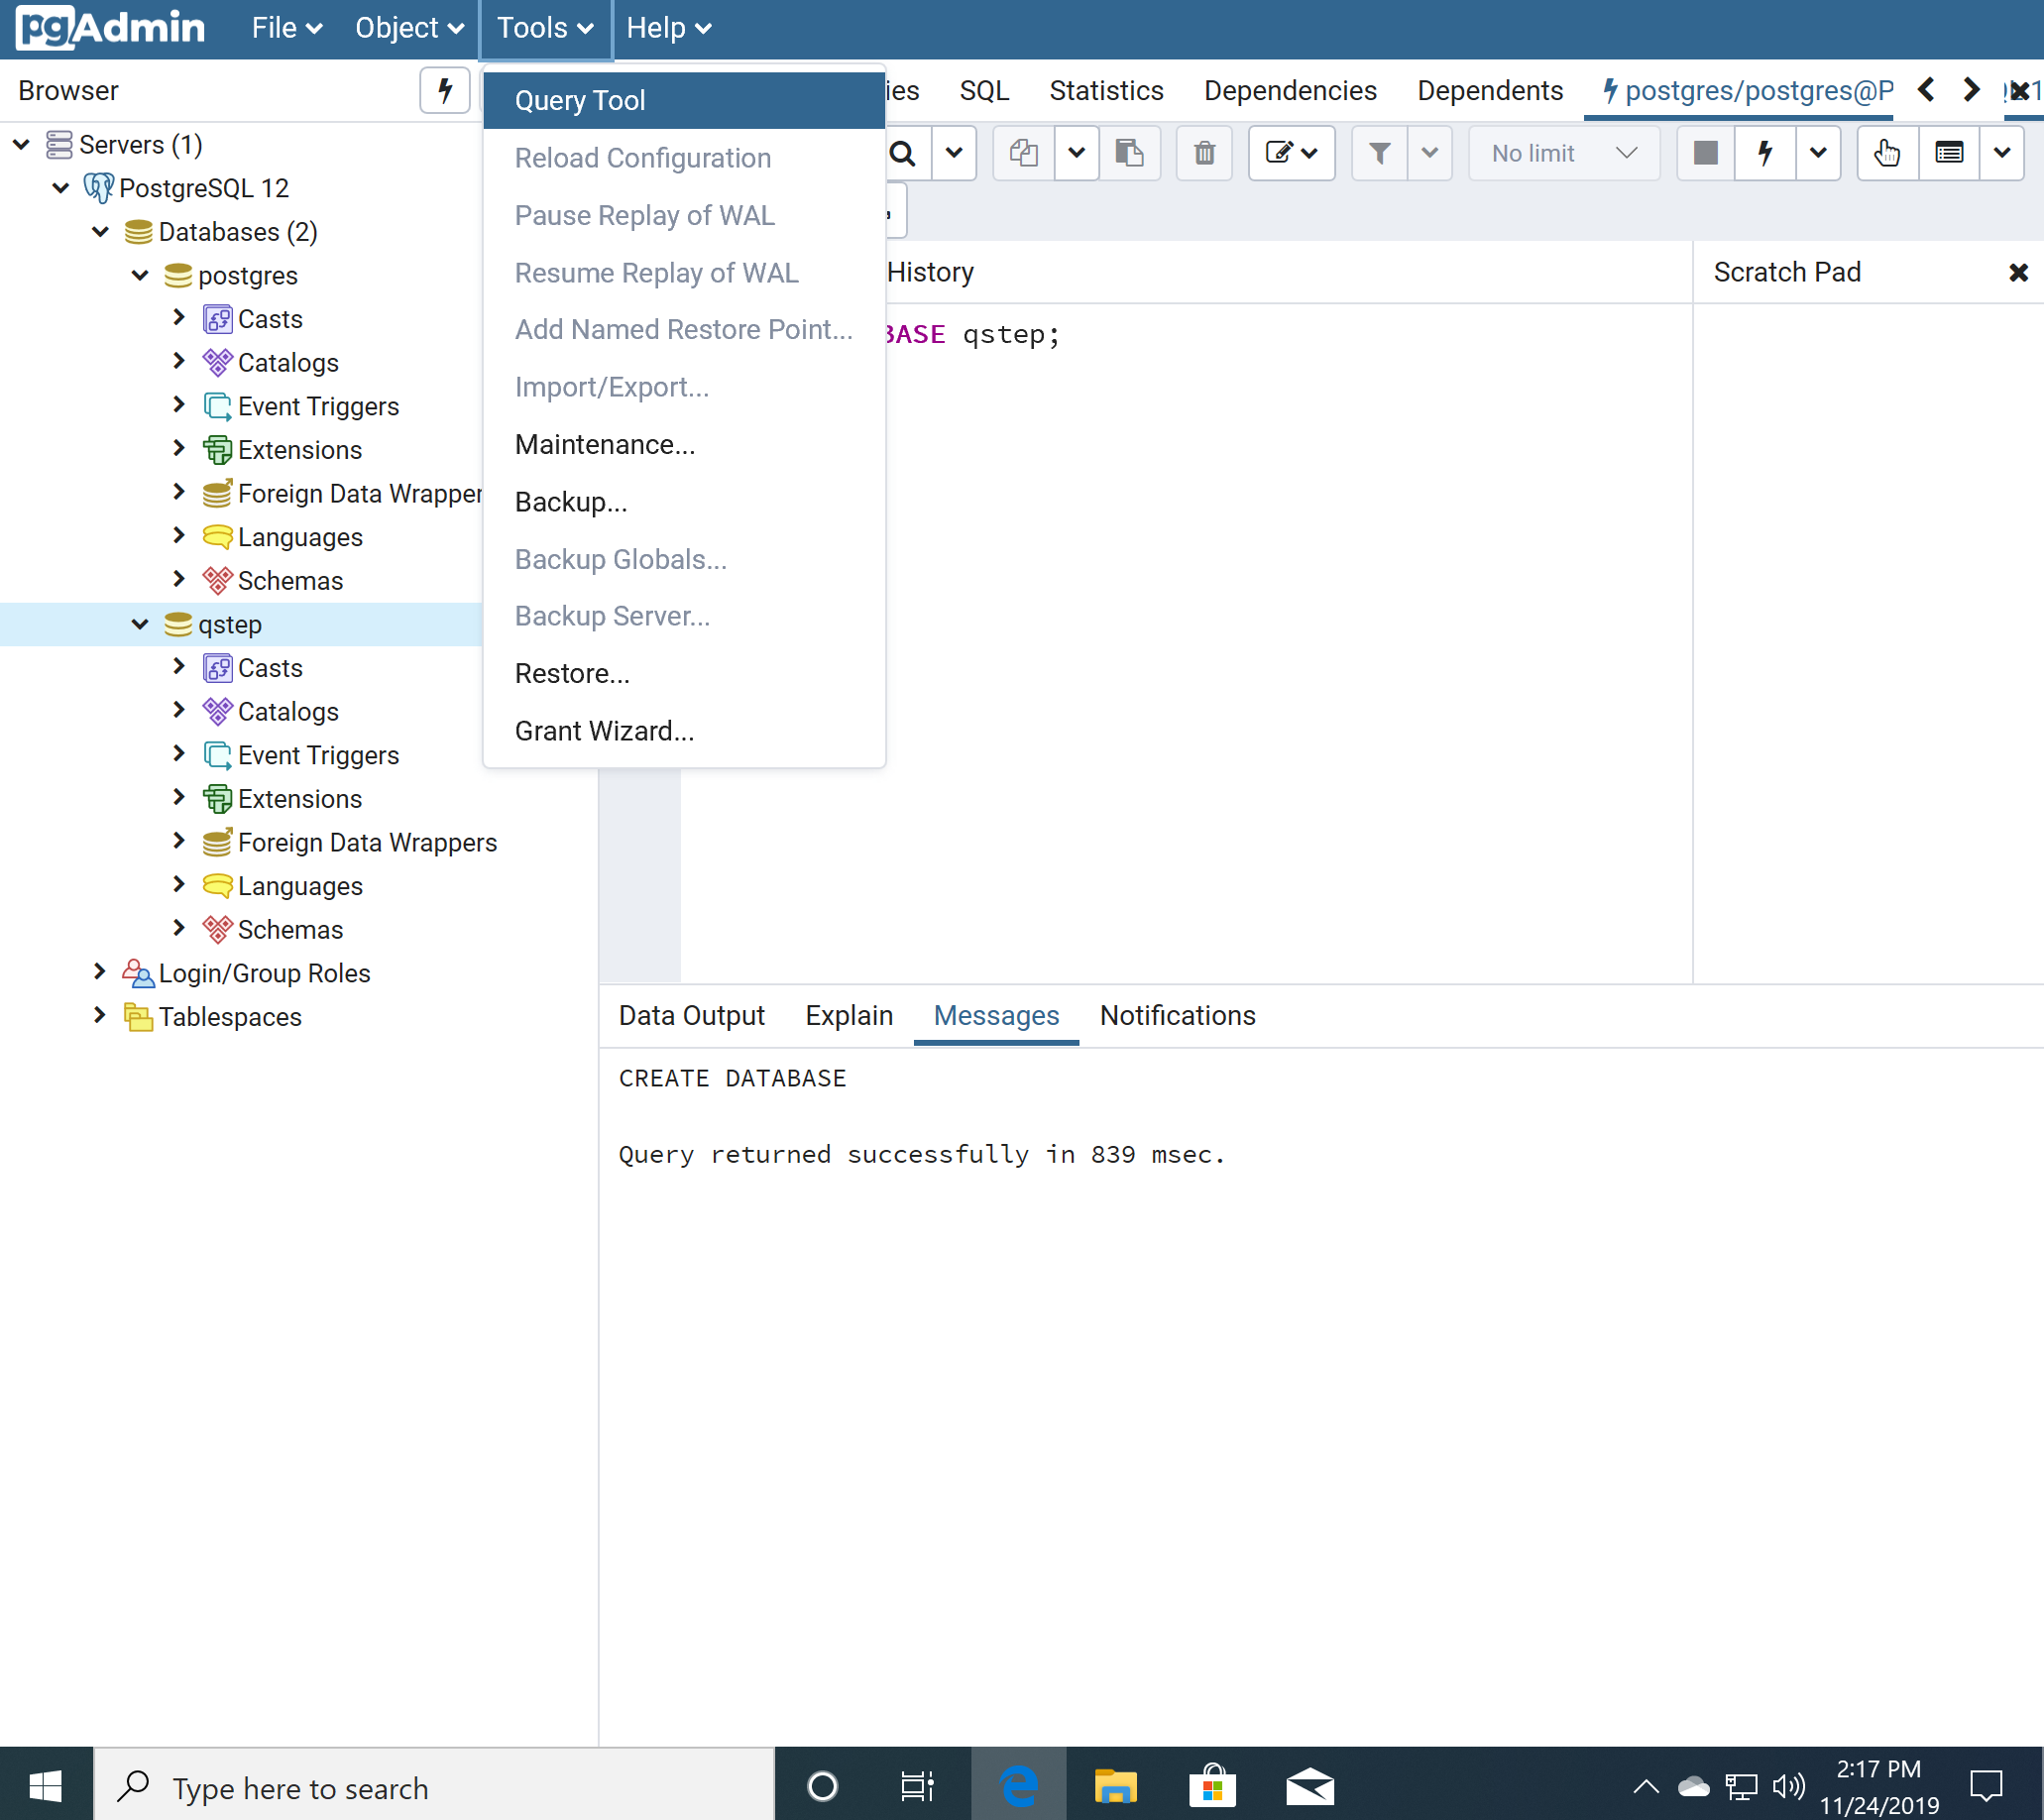 pgAdmin File Object Tools Help
Browser
Query Tool
Reload Configuration
Pause Replay of WAL
Resume Replay of WAL
Add Named Restore Point...
Import/Export...
Maintenance...
Backup...
Backup Globals...
Backup Server...
Restore...
Grant Wizard...
ies SQL Statistics Dependencies Dependents postgres/postgres@P
No limit
Servers (1)
PostgreSQL 12
Databases (2)
postgres
Casts
Catalogs
Event Triggers
Extensions
Foreign Data Wrapper
Languages
Schemas
qstep
Casts
Catalogs
Event Triggers
Extensions
Foreign Data Wrappers
Languages
Schemas
Login/Group Roles
Tablespaces
History
Scratch Pad
BASE qstep;
Data Output Explain Messages Notifications
CREATE DATABASE
Query returned successfully in 839 msec.
Type here to search
2:17 PM
11/24/2019